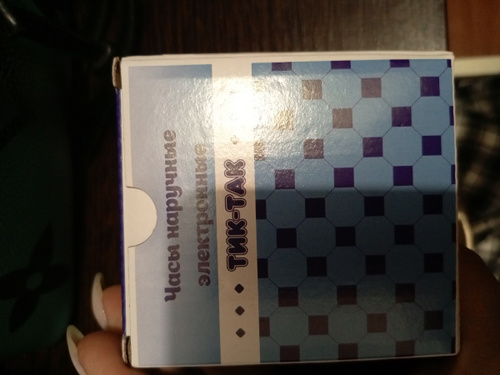 Часы наручные
электронные
ТИК-ТАК